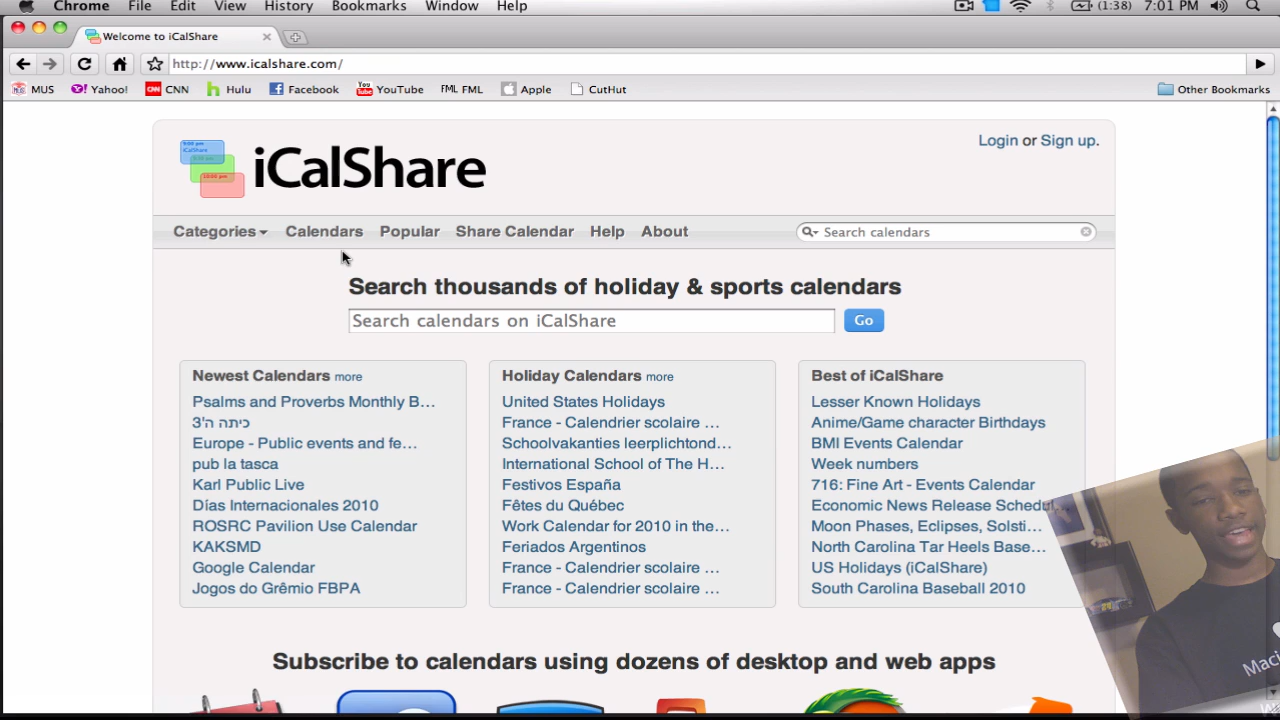 Chrome File Edit View History Bookmarks Window Help (1:38) 7:01 PM
Welcome to iCalShare
http://www.icalshare.com/
MUS Yahoo! CNN Hulu Facebook You Tube YouTube FML FML Apple CutHut Other Bookmarks
Login or Sign up.
iCalShare
Categories Calendars Popular Share Calendar Help About Search calendars
Search thousands of holiday & sports calendars
Search calendars on iCalShare Go
Newest Calendars more
Psalms and Proverbs Monthly B...
כיתה ה'3
Europe - Public events and fe...
pub la tasca
Karl Public Live
Días Internacionales 2010
ROSRC Pavilion Use Calendar
KAKSMD
Google Calendar
Jogos do Grêmio FBPA
Holiday Calendars more
United States Holidays
France - Calendrier scolaire ...
Schoolvakanties leerplichtond...
International School of The H...
Festivos España
Fêtes du Québec
Work Calendar for 2010 in the...
Feriados Argentinos
France - Calendrier scolaire ...
France - Calendrier scolaire ...
Best of iCalShare
Lesser Known Holidays
Anime/Game character Birthdays
BMI Events Calendar
Week numbers
716: Fine Art - Events Calendar
Economic News Release Schedul...
Moon Phases, Eclipses, Solsti...
North Carolina Tar Heels Base...
US Holidays (iCalShare)
South Carolina Baseball 2010
Subscribe to calendars using dozens of desktop and web apps